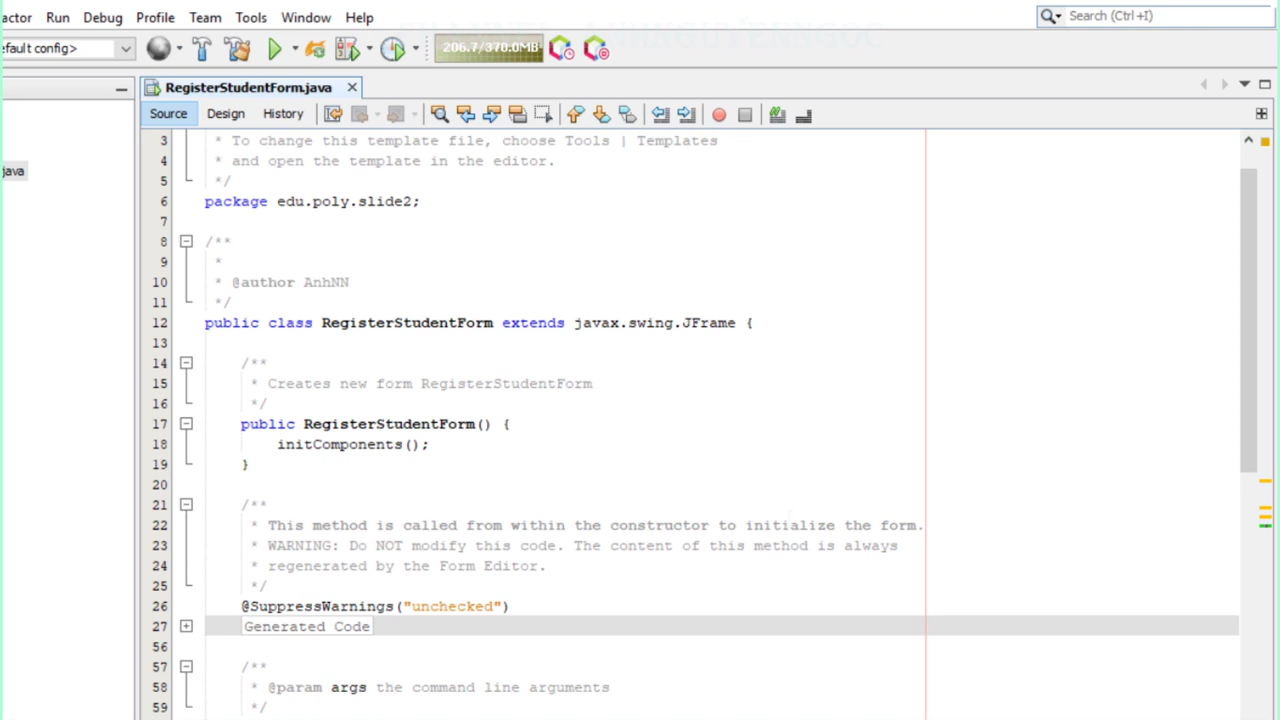 actor Run Debug Profile Team Tools Window Help
Search (Ctrl+I)
efault config>
206.7/370.0MB
RegisterStudentForm.java
Source Design History
java
3 * To change this template file, choose Tools | Templates
4 * and open the template in the editor.
5 */
6 package edu.poly.slide2;
7
8 /**
9 *
10 * @author AnhNN
11 */
12 public class RegisterStudentForm extends javax.swing.JFrame {
13
14 /**
15 * Creates new form RegisterStudentForm
16 */
17 public RegisterStudentForm() {
18 initComponents();
19 }
20
21 /**
22 * This method is called from within the constructor to initialize the form.
23 * WARNING: Do NOT modify this code. The content of this method is always
24 * regenerated by the Form Editor.
25 */
26 @SuppressWarnings("unchecked")
27 Generated Code
56
57 /**
58 * @param args the command line arguments
59 */